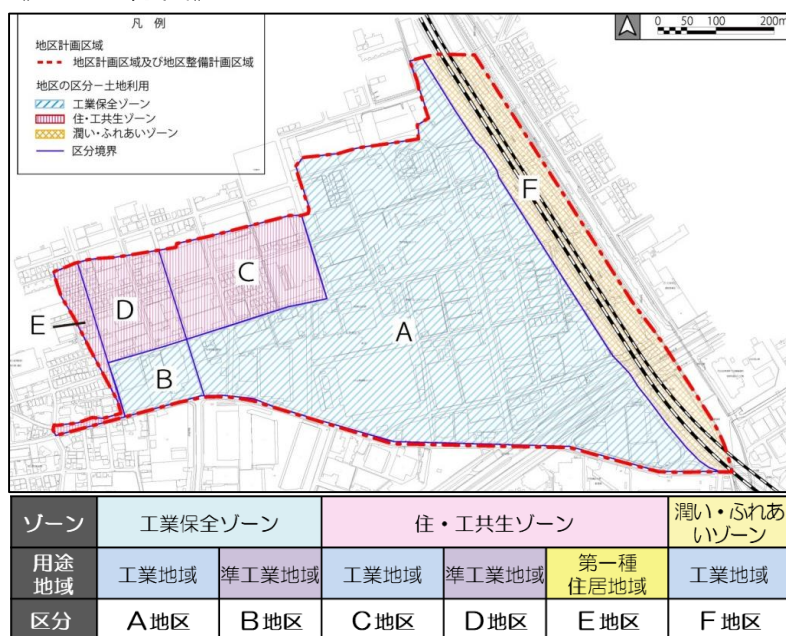 凡 例
地区計画区域
地区計画区域及び地区整備計画区域
地区の区分－土地利用
工業保全ゾーン
住・工共生ゾーン
潤い・ふれあいゾーン
区分境界
0 50 100 200m
F
C
D
E
A
B
ゾーン 工業保全ゾーン 住・工共生ゾーン 潤い・ふれあいゾーン
用途地域 工業地域 準工業地域 工業地域 準工業地域 第一種住居地域 工業地域
区分 A地区 B地区 C地区 D地区 E地区 F地区